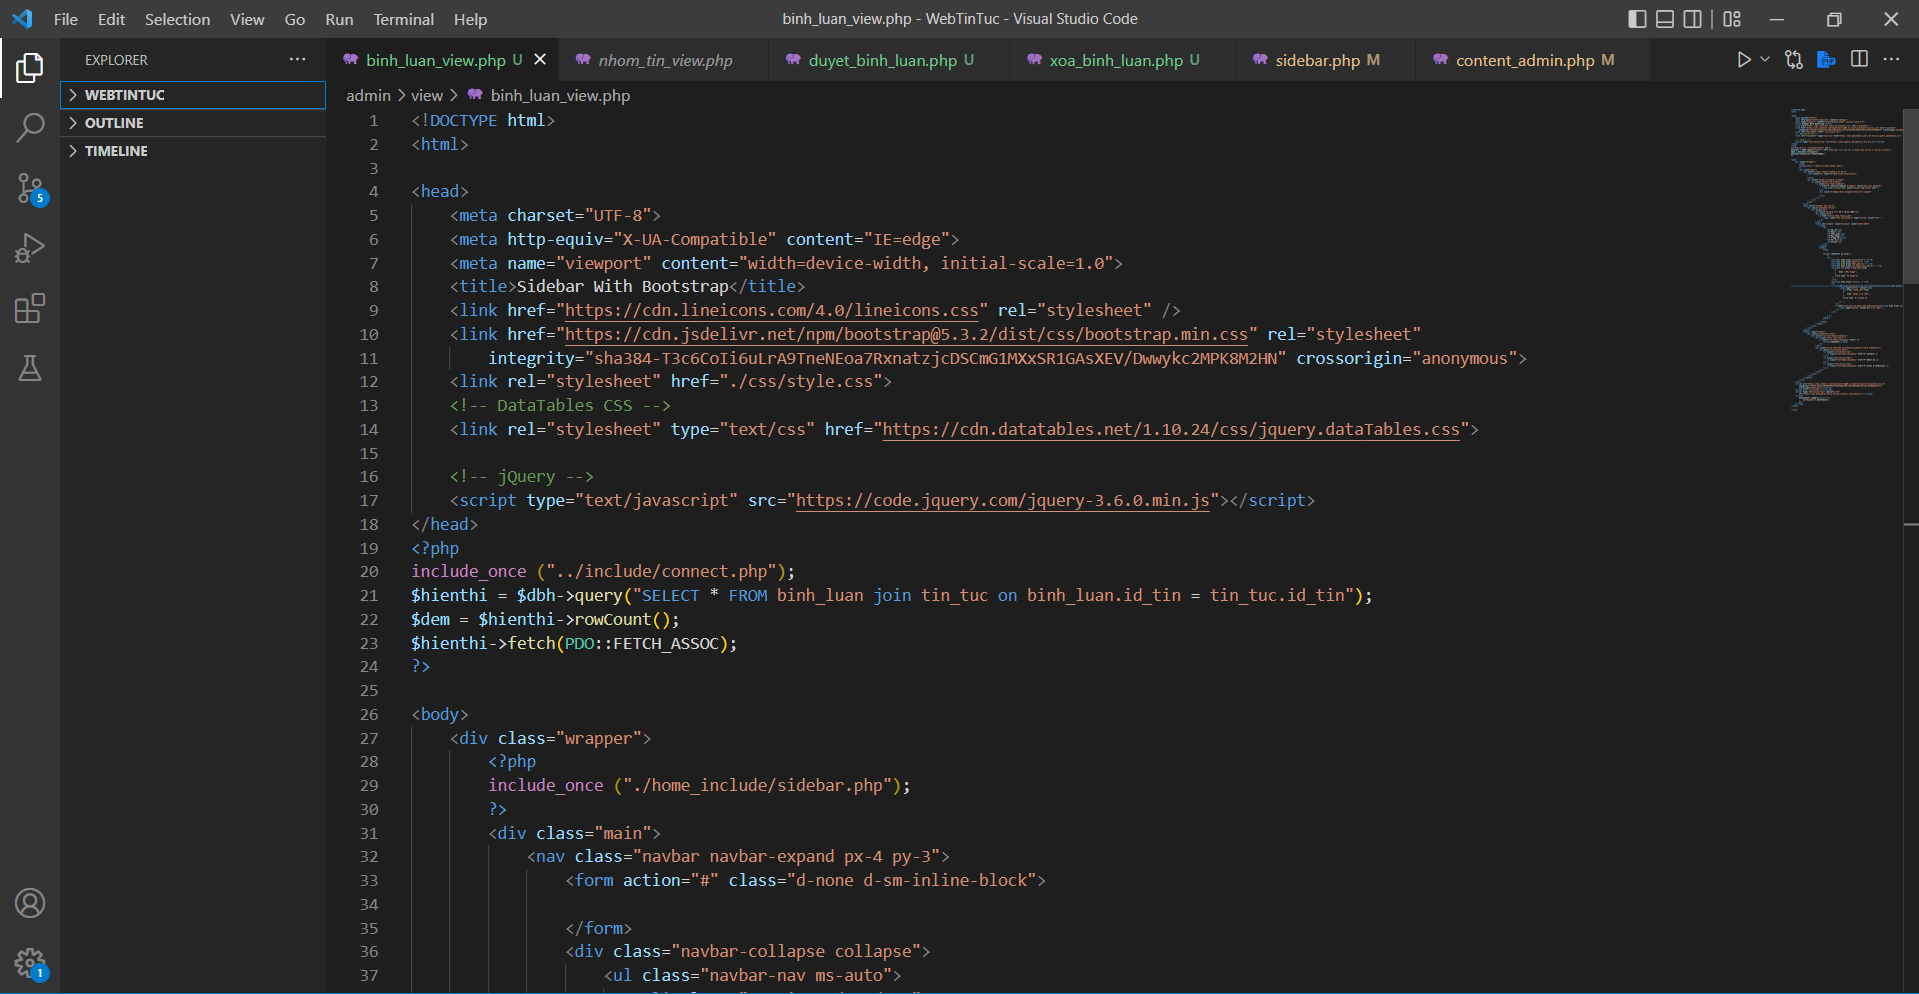 File Edit Selection View Go Run Terminal Help
binh_luan_view.php - WebTinTuc - Visual Studio Code
EXPLORER
WEBTINTUC
OUTLINE
TIMELINE
5
1
binh_luan_view.php U
nhom_tin_view.php
duyet_binh_luan.php U
xoa_binh_luan.php U
sidebar.php M
content_admin.php M
admin > view > binh_luan_view.php
1 <!DOCTYPE html>
2 <html>
3
4 <head>
5 <meta charset="UTF-8">
6 <meta http-equiv="X-UA-Compatible" content="IE=edge">
7 <meta name="viewport" content="width=device-width, initial-scale=1.0">
8 <title>Sidebar With Bootstrap</title>
9 <link href="https://cdn.lineicons.com/4.0/lineicons.css" rel="stylesheet" />
10 <link href="https://cdn.jsdelivr.net/npm/bootstrap@5.3.2/dist/css/bootstrap.min.css" rel="stylesheet"
11 integrity="sha384-T3c6CoIi6uLrA9TneNEoa7RxnatzjcDSCmG1MXxSR1GAsXEV/Dwwykc2MPK8M2HN" crossorigin="anonymous">
12 <link rel="stylesheet" href="./css/style.css">
13 <!-- DataTables CSS -->
14 <link rel="stylesheet" type="text/css" href="https://cdn.datatables.net/1.10.24/css/jquery.dataTables.css">
15
16 <!-- jQuery -->
17 <script type="text/javascript" src="https://code.jquery.com/jquery-3.6.0.min.js"></script>
18 </head>
19 <?php
20 include_once ("../include/connect.php");
21 $hienthi = $dbh->query("SELECT * FROM binh_luan join tin_tuc on binh_luan.id_tin = tin_tuc.id_tin");
22 $dem = $hienthi->rowCount();
23 $hienthi->fetch(PDO::FETCH_ASSOC);
24 ?>
25
26 <body>
27 <div class="wrapper">
28 <?php
29 include_once ("./home_include/sidebar.php");
30 ?>
31 <div class="main">
32 <nav class="navbar navbar-expand px-4 py-3">
33 <form action="#" class="d-none d-sm-inline-block">
34
35 </form>
36 <div class="navbar-collapse collapse">
37 <ul class="navbar-nav ms-auto">